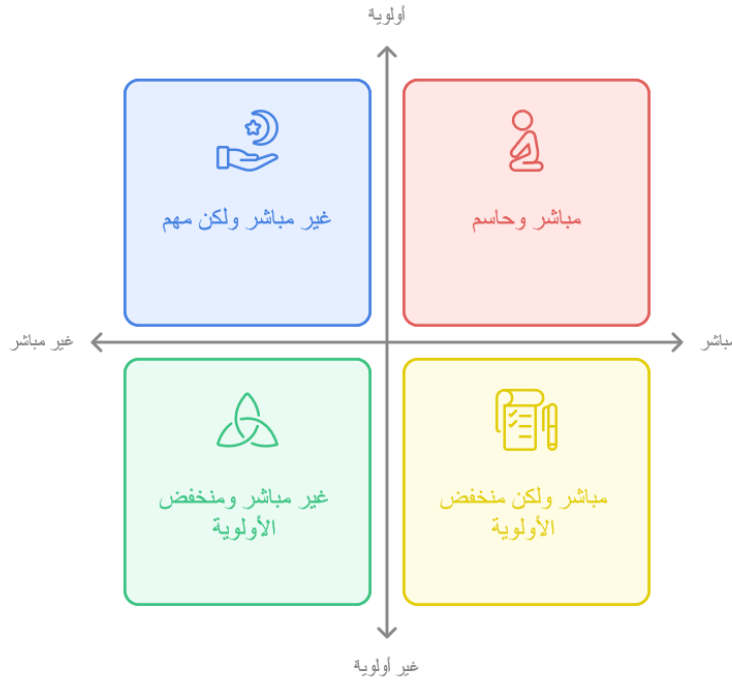 أولوية
مباشر وحاسم
غير مباشر ولكن مهم
مباشر
غير مباشر
مباشر ولكن منخفض
الأولوية
غير مباشر ومنخفض
الأولوية
غير أولوية